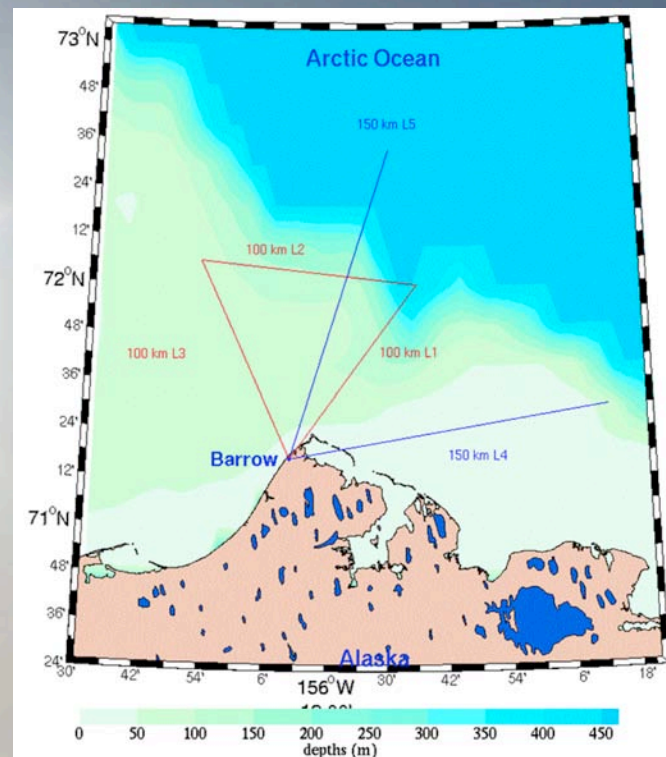 73°N
Arctic Ocean
48'
150 km L5
36'
24'
12'
100 km L2
72°N
48'
100 km L3
100 km L1
36'
24'
Barrow
150 km L4
12'
71°N
48'
36'
24'
Alaska
30'
42'
54'
6'
156°W
30'
42'
54'
6'
18'
0 50 100 150 200 250 300 350 400 450
depths (m)